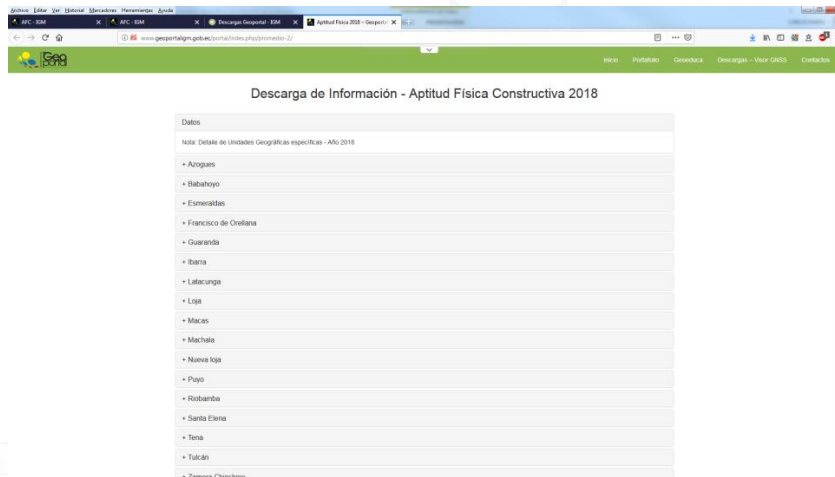 Archivo Editar Ver Historial Marcadores Herramientas Ayuda
AFC - IGM
AFC - IGM
Descargas Geoportal - IGM
Aptitud Física 2018 – Geoporta
www.geoportaligm.gob.ec/portal/index.php/promedio-2/
Geo
portal
Inicio Portafolio Geoeduca Descargas – Visor GNSS Contactos
Descarga de Información - Aptitud Física Constructiva 2018
Datos
Nota: Detalle de Unidades Geográficas específicas - Año 2018
+ Azogues
+ Babahoyo
+ Esmeraldas
+ Francisco de Orellana
+ Guaranda
+ Ibarra
+ Latacunga
+ Loja
+ Macas
+ Machala
+ Nueva loja
+ Puyo
+ Riobamba
+ Santa Elena
+ Tena
+ Tulcán
+ Zamora Chinchipe